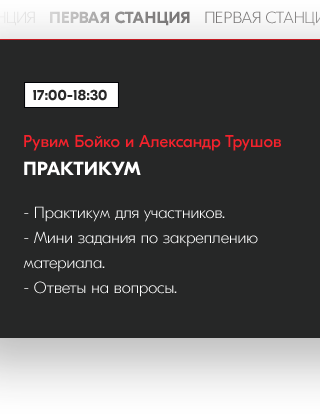 НЦИЯ ПЕРВАЯ СТАНЦИЯ ПЕРВАЯ СТАНЦИ
17:00-18:30
Рувим Бойко и Александр Трушов
ПРАКТИКУМ
- Практикум для участников.
- Мини задания по закреплению
материала.
- Ответы на вопросы.